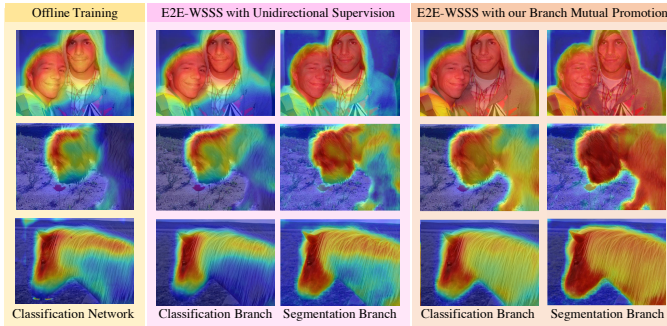 Offline Training
E2E-WSSS with Unidirectional Supervision
E2E-WSSS with our Branch Mutual Promotion
Classification Network
Classification Branch
Segmentation Branch
Classification Branch
Segmentation Branch